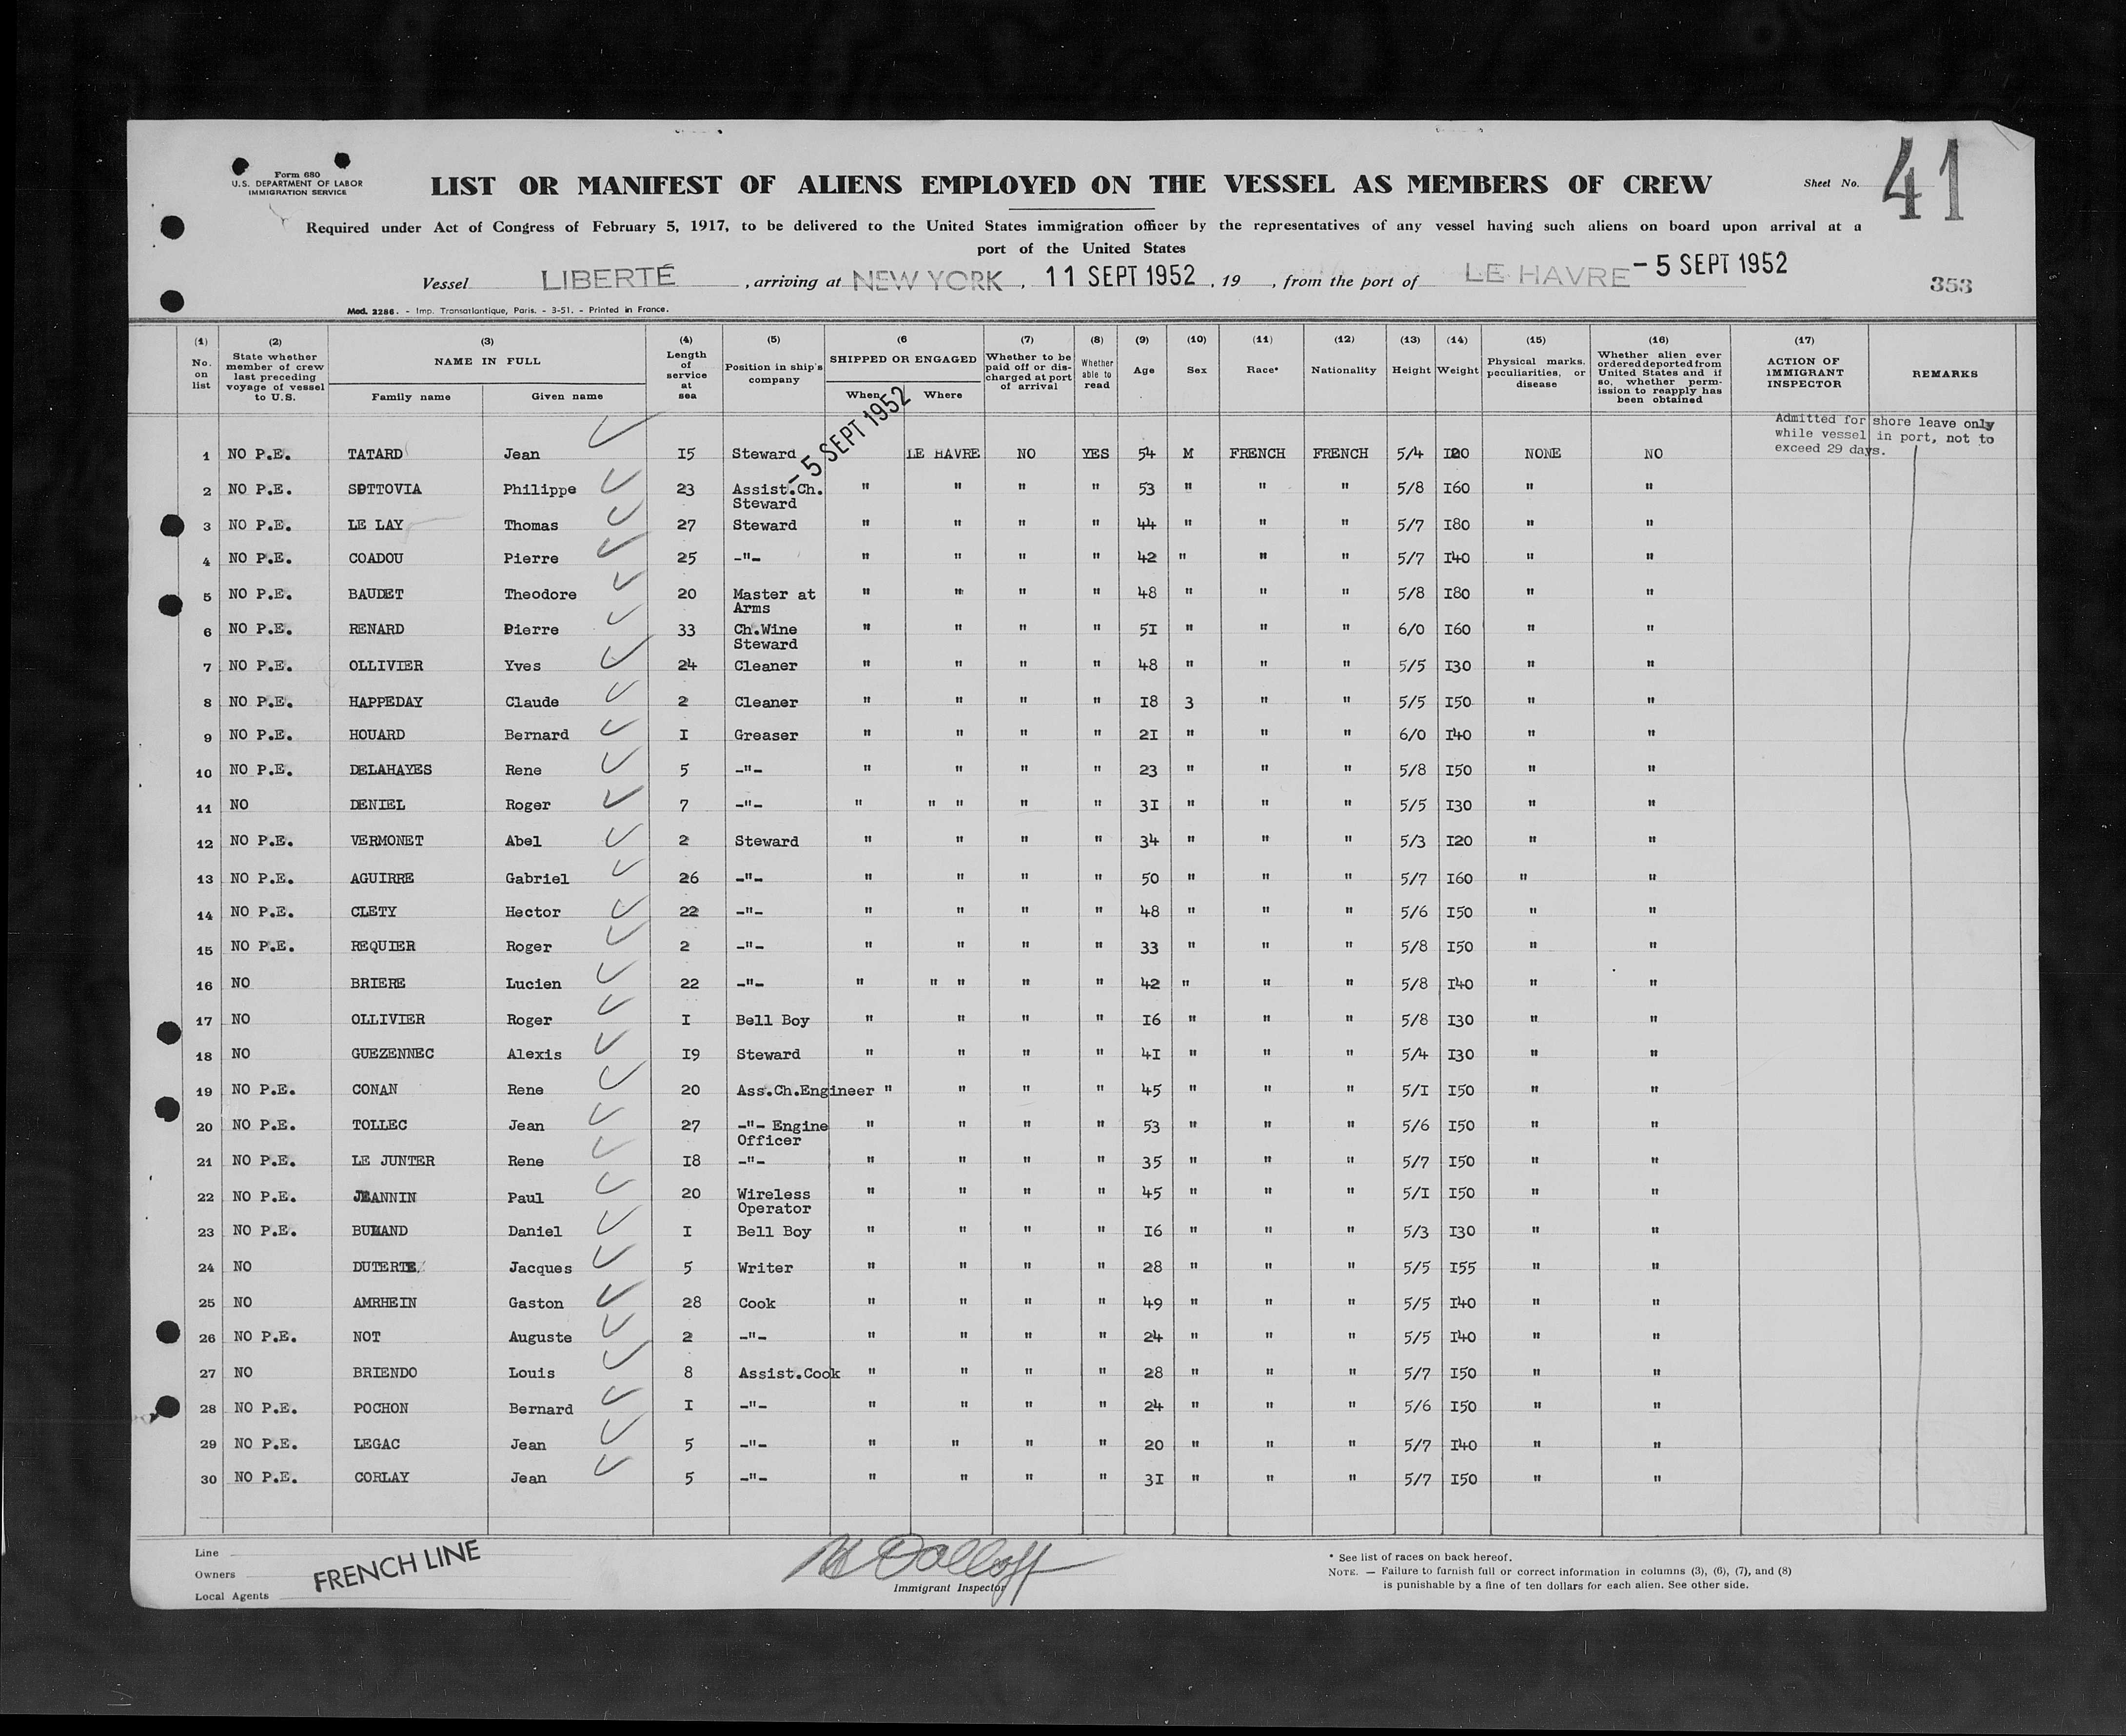 Form 680
U.S. DEPARTMENT OF LABOR
IMMIGRATION SERVICE
LIST OR MANIFEST OF ALIENS EMPLOYED ON THE VESSEL AS MEMBERS OF CREW
Sheet No. 41
Required under Act of Congress of February 5, 1917, to be delivered to the United States immigration officer by the representatives of any vessel having such aliens on board upon arrival at a
port of the United States
Vessel LIBERTÉ , arriving at NEW YORK , 11 SEPT 1952 , 19 , from the port of LE HAVRE - 5 SEPT 1952
353
Mod. 2286. - Imp. Transatlantique, Paris. - 3-51. - Printed in France.
(1) No. on list (2) State whether member of crew last preceding voyage of vessel to U.S. (3) NAME IN FULL Family name Given name (4) Length of service at sea (5) Position in ship's company (6 SHIPPED OR ENGAGED When Where (7) Whether to be paid off or discharged at port of arrival (8) Whether able to read (9) Age (10) Sex (11) Race* (12) Nationality (13) Height (14) Weight (15) Physical marks, peculiarities, or disease (16) Whether alien ever ordered deported from United States and if so, whether permission to reapply has been obtained (17) ACTION OF IMMIGRANT INSPECTOR REMARKS
- 5 SEPT 1952
Admitted for shore leave only
while vessel in port, not to
exceed 29 days.
1 NO P.E. TATARD Jean 15 Steward LE HAVRE NO YES 54 M FRENCH FRENCH 5/4 120 NONE NO
2 NO P.E. SOTTOVIA Philippe 23 Assist.Ch. Steward " " " " 53 " " " 5/8 160 " "
3 NO P.E. LE LAY Thomas 27 Steward " " " " 44 " " " 5/7 180 " "
4 NO P.E. COADOU Pierre 25 -"- " " " " 42 " " " 5/7 140 " "
5 NO P.E. BAUDET Theodore 20 Master at Arms " " " " 48 " " " 5/8 180 " "
6 NO P.E. RENARD Pierre 33 Ch.Wine Steward " " " " 51 " " " 6/0 160 " "
7 NO P.E. OLLIVIER Yves 24 Cleaner " " " " 48 " " " 5/5 130 " "
8 NO P.E. HAPPEDAY Claude 2 Cleaner " " " " 18 3 " " 5/5 150 " "
9 NO P.E. HOUARD Bernard I Greaser " " " " 21 " " " 6/0 140 " "
10 NO P.E. DELAHAYES Rene 5 -"- " " " " 23 " " " 5/8 150 " "
11 NO DENIEL Roger 7 -"- " " " " " 31 " " " 5/5 130 " "
12 NO P.E. VERMONET Abel 2 Steward " " " " 34 " " " 5/3 120 " "
13 NO P.E. AGUIRRE Gabriel 26 -"- " " " " 50 " " " 5/7 160 " "
14 NO P.E. CLETY Hector 22 -"- " " " " 48 " " " 5/6 150 " "
15 NO P.E. REQUIER Roger 2 -"- " " " " 33 " " " 5/8 150 " "
16 NO BRIERE Lucien 22 -"- " " " " " 42 " " " 5/8 140 " "
17 NO OLLIVIER Roger I Bell Boy " " " " 16 " " " 5/8 130 " "
18 NO GUEZENNEC Alexis 19 Steward " " " " 41 " " " 5/4 130 " "
19 NO P.E. CONAN Rene 20 Ass.Ch.Engineer " " " " 45 " " " 5/1 150 " "
20 NO P.E. TOLLEC Jean 27 -"- Engine Officer " " " " 53 " " " 5/6 150 " "
21 NO P.E. LE JUNTER Rene 18 -"- " " " " 35 " " " 5/7 150 " "
22 NO P.E. JEANNIN Paul 20 Wireless Operator " " " " 45 " " " 5/1 150 " "
23 NO P.E. Daniel I Bell Boy " " " " 16 " " " 5/3 130 " "
24 NO DUTERTE Jacques 5 Writer " " " " 28 " " " 5/5 155 " "
25 NO AMRHEIN Gaston 28 Cook " " " " 49 " " " 5/5 140 " "
26 NO P.E. NOT Auguste 2 -"- " " " " 24 " " " 5/5 140 " "
27 NO BRIENDO Louis 8 Assist.Cook " " " " 28 " " " 5/7 150 " "
28 NO P.E. POCHON Bernard I -"- " " " " 24 " " " 5/6 150 " "
29 NO P.E. LEGAC Jean 5 -"- " " " " 20 " " " 5/7 140 " "
30 NO P.E. CORLAY Jean 5 -"- " " " " 31 " " " 5/7 150 " "
Line
Owners
Local Agents
FRENCH LINE
Immigrant Inspector
* See list of races on back hereof.
NOTE. — Failure to furnish full or correct information in columns (3), (6), (7), and (8)
is punishable by a fine of ten dollars for each alien. See other side.